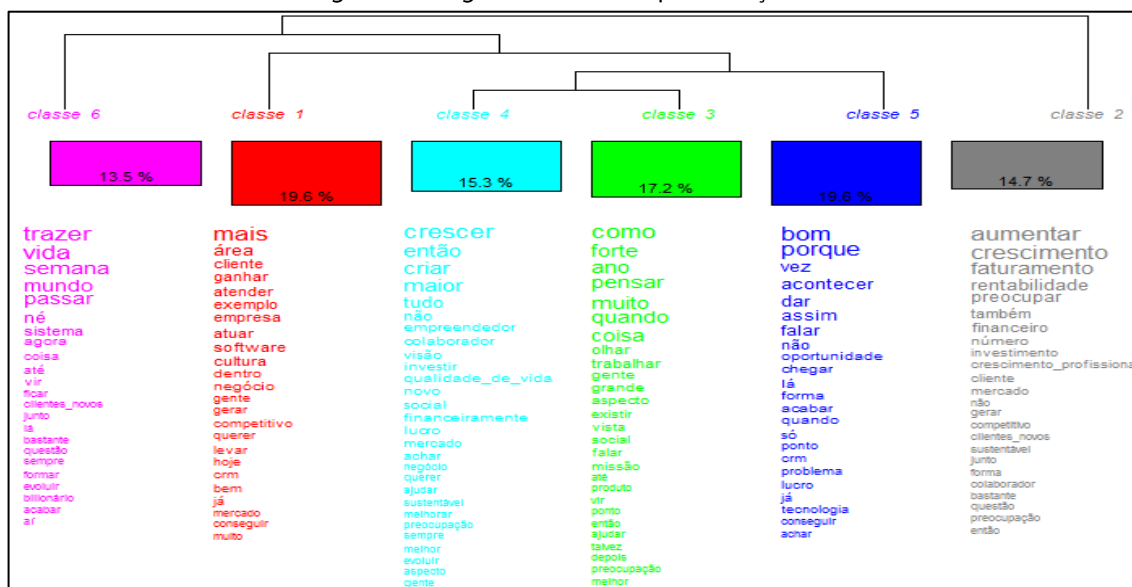 classe 6
classe 1
classe 4
classe 3
classe 5
classe 2
13.5 %
19.6 %
15.3 %
17.2 %
19.6 %
14.7 %
trazer
vida
semana
mundo
passar
né
sistema
agora
coisa
até
vir
ficar
clientes_novos
junto
lá
bastante
questão
sempre
formar
evoluir
bilionário
acabar
aí
mais
área
cliente
ganhar
atender
exemplo
empresa
atuar
software
cultura
dentro
negócio
gente
gerar
competitivo
querer
levar
hoje
crm
bem
já
mercado
conseguir
muito
crescer
então
criar
maior
tudo
não
empreendedor
colaborador
visão
investir
qualidade_de_vida
novo
social
financeiramente
lucro
mercado
achar
negócio
querer
ajudar
sustentável
melhorar
preocupação
sempre
melhor
evoluir
aspecto
gente
como
forte
ano
pensar
muito
quando
coisa
olhar
trabalhar
gente
grande
aspecto
existir
vista
social
falar
missão
até
produto
vir
ponto
então
ajudar
talvez
depois
preocupação
melhor
bom
porque
vez
acontecer
dar
assim
falar
não
oportunidade
chegar
lá
forma
acabar
quando
só
ponto
crm
problema
lucro
já
tecnologia
conseguir
achar
aumentar
crescimento
faturamento
rentabilidade
preocupar
também
financeiro
número
investimento
crescimento_profissiona
cliente
mercado
não
gerar
competitivo
clientes_novos
sustentável
junto
forma
colaborador
bastante
questão
preocupação
então